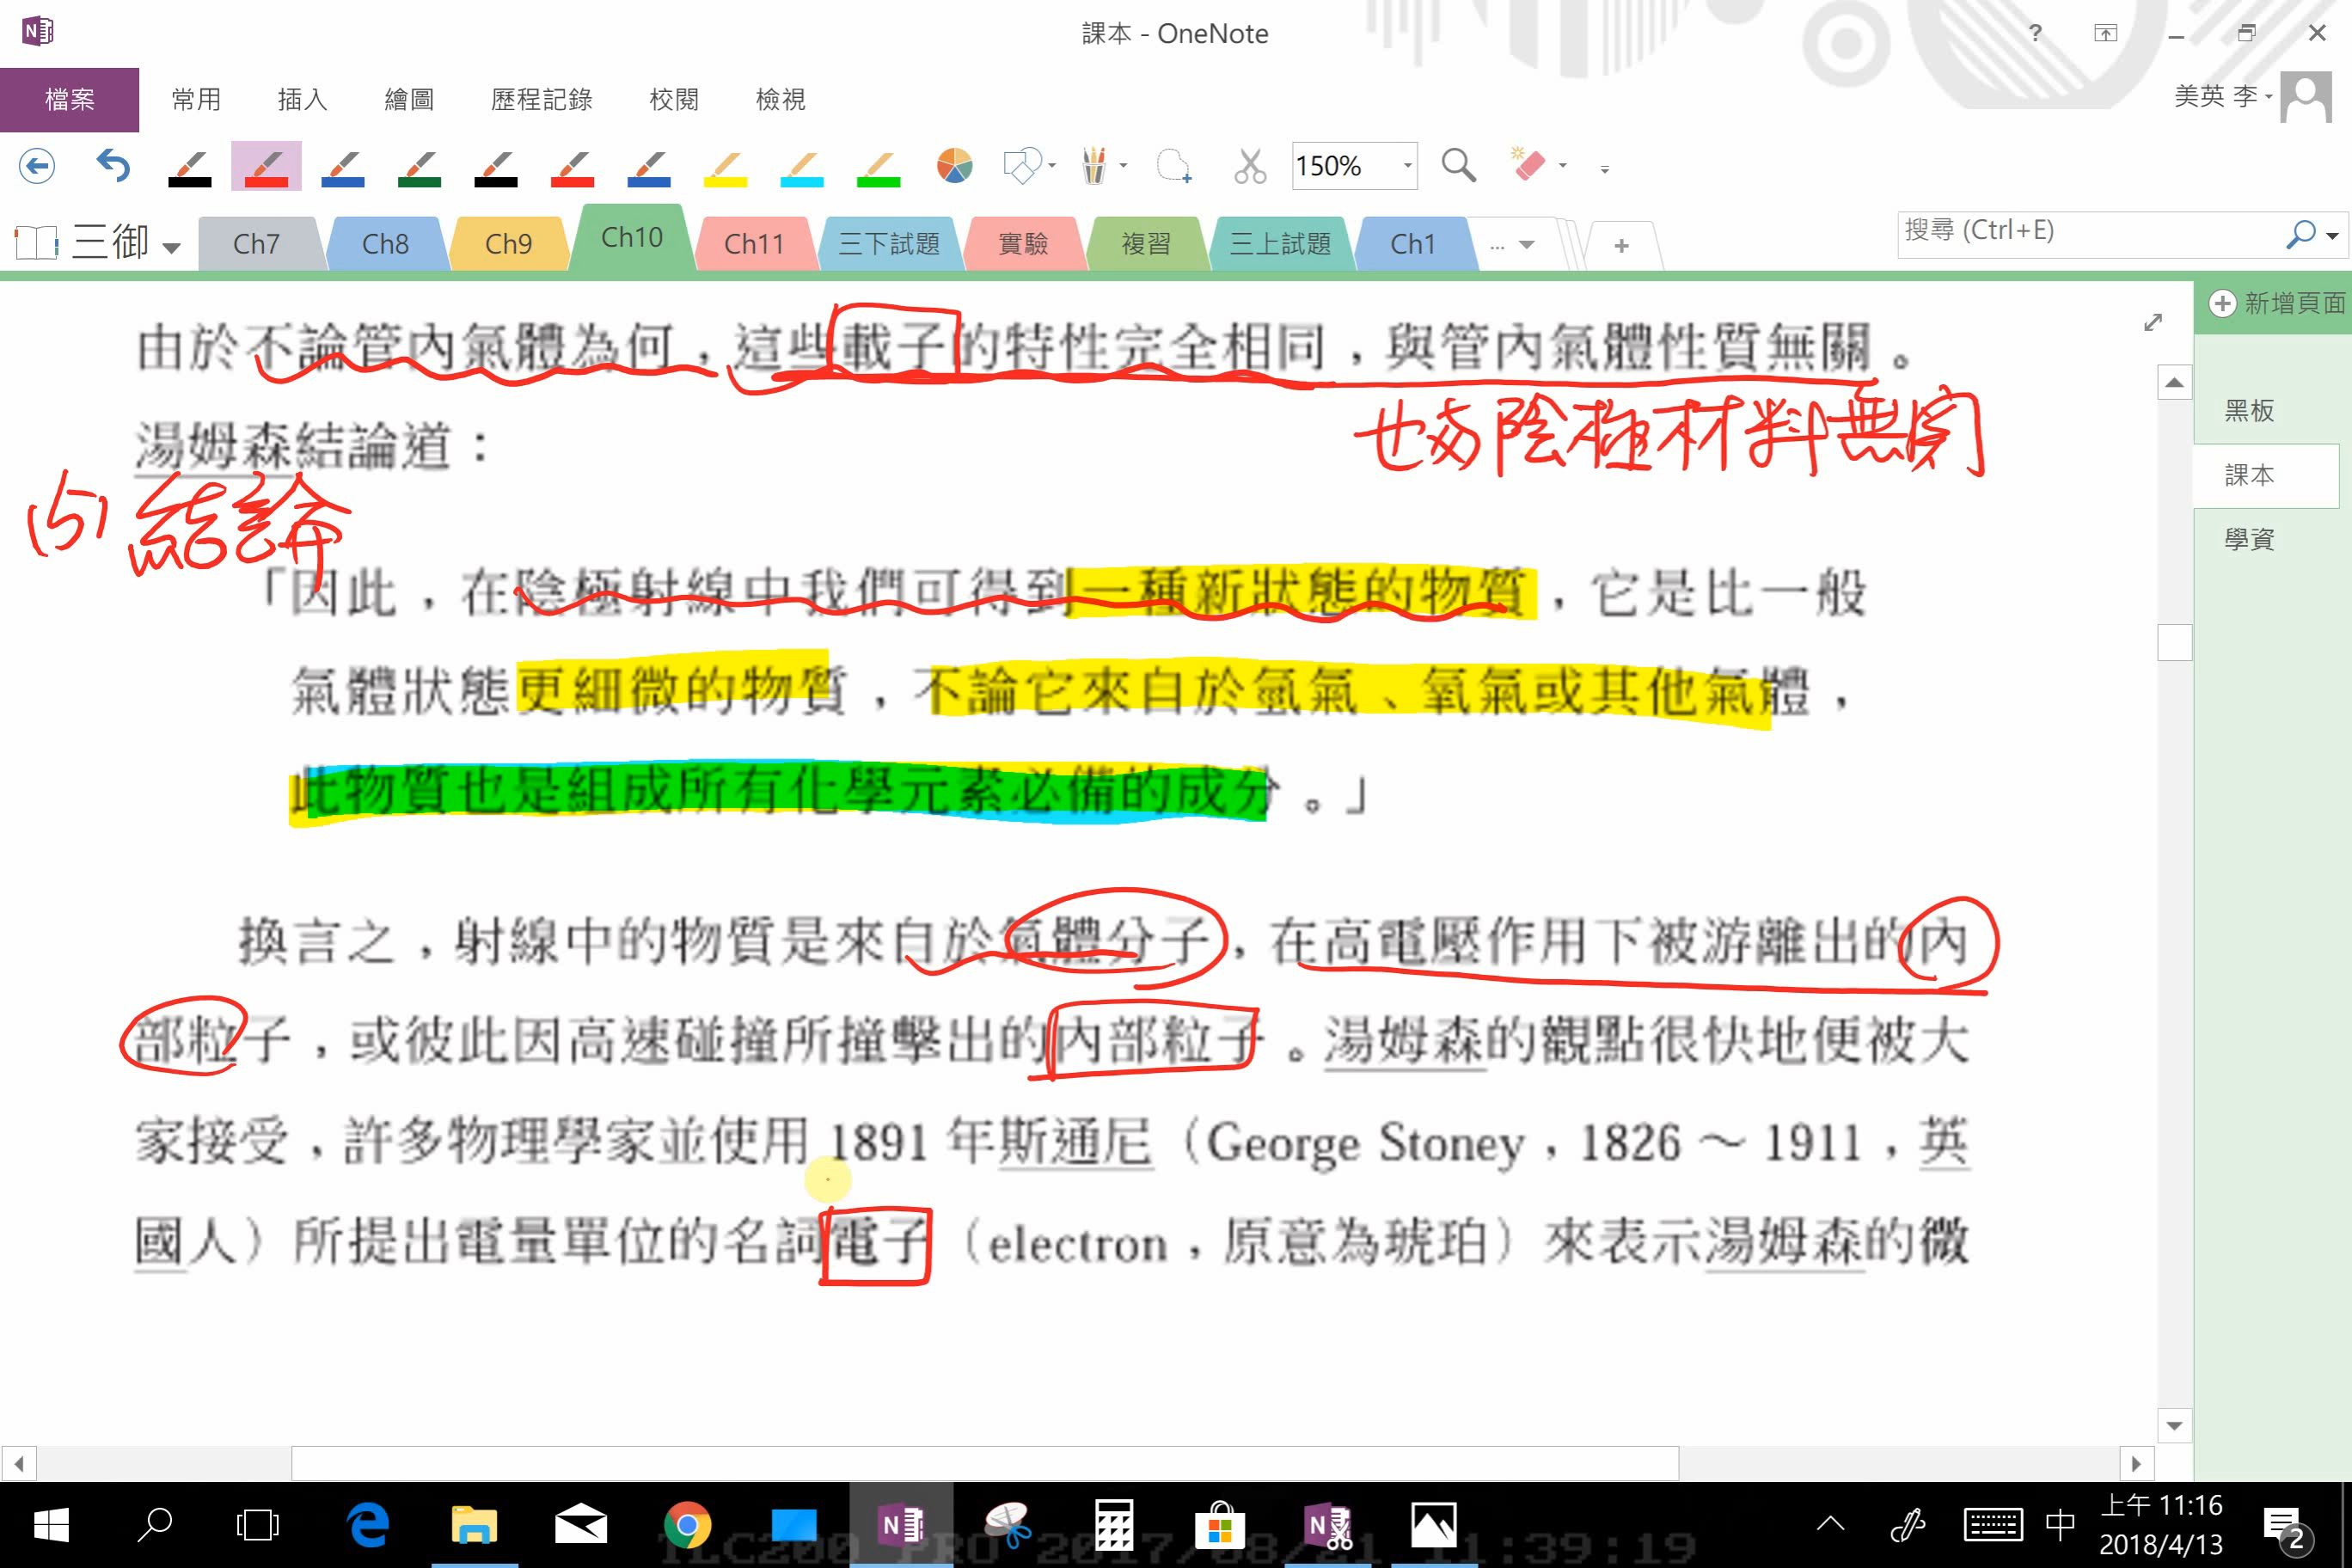 課本 - OneNote
?
美英 李
檔案 常用 插入 繪圖 歷程記錄 校閱 檢視
150%
三御 Ch7 Ch8 Ch9 Ch10 Ch11 三下試題 實驗 複習 三上試題 Ch1 ... +
搜尋 (Ctrl+E)
新增頁面
黑板
課本
學資
由於不論管內氣體為何，這些載子的特性完全相同，與管內氣體性質無關。
也與陰極材料無關
湯姆森結論道：
(5) 結論
「因此，在陰極射線中我們可得到一種新狀態的物質，它是比一般
氣體狀態更細微的物質，不論它來自於氫氣、氧氣或其他氣體，
此物質也是組成所有化學元素必備的成分。」
換言之，射線中的物質是來自於氣體分子，在高電壓作用下被游離出的內
部粒子，或彼此因高速碰撞所撞擊出的內部粒子。湯姆森的觀點很快地便被大
家接受，許多物理學家並使用 1891 年斯通尼（George Stoney，1826～1911，英
國人）所提出電量單位的名詞電子（electron，原意為琥珀）來表示湯姆森的微
中
上午 11:16
2018/4/13
2
TLC200 PRO 2017/08/21 11:39:19